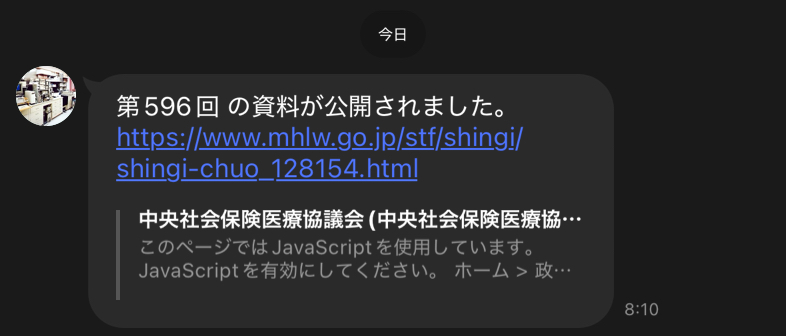 今日
第596回 の資料が公開されました。
https://www.mhlw.go.jp/stf/shingi/
shingi-chuo_128154.html
中央社会保険医療協議会 (中央社会保険医療協…
このページではJavaScriptを使用しています。
JavaScriptを有効にしてください。 ホーム > 政…
8:10